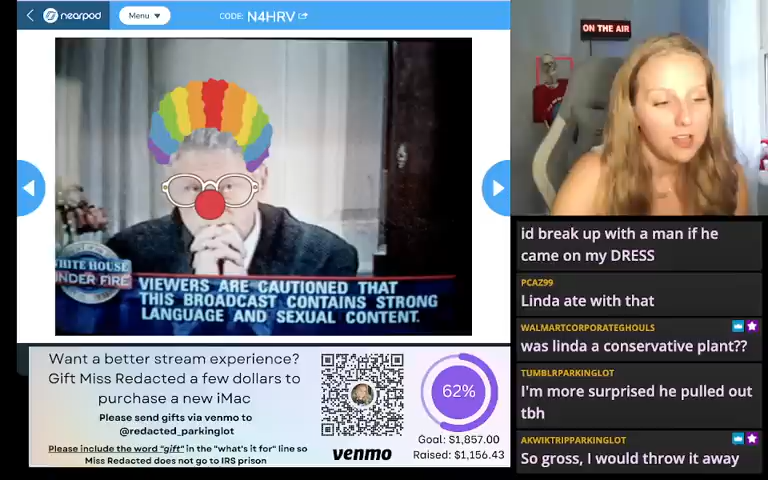 nearpod
Menu
CODE: N4HRV
ON THE AIR
WHITE HOUSE
UNDER FIRE
VIEWERS ARE CAUTIONED THAT
THIS BROADCAST CONTAINS STRONG
LANGUAGE AND SEXUAL CONTENT.
id break up with a man if he
came on my DRESS
PCAZ99
Linda ate with that
WALMARTCORPORATEGHOULS
was linda a conservative plant??
TUMBLRPARKINGLOT
I'm more surprised he pulled out
tbh
AKWIKTRIPPARKINGLOT
So gross, I would throw it away
Want a better stream experience?
Gift Miss Redacted a few dollars to
purchase a new iMac
Please send gifts via venmo to
@redacted_parkinglot
Please include the word "gift" in the "what's it for" line so
Miss Redacted does not go to IRS prison
venmo
62%
Goal: $1,857.00
Raised: $1,156.43